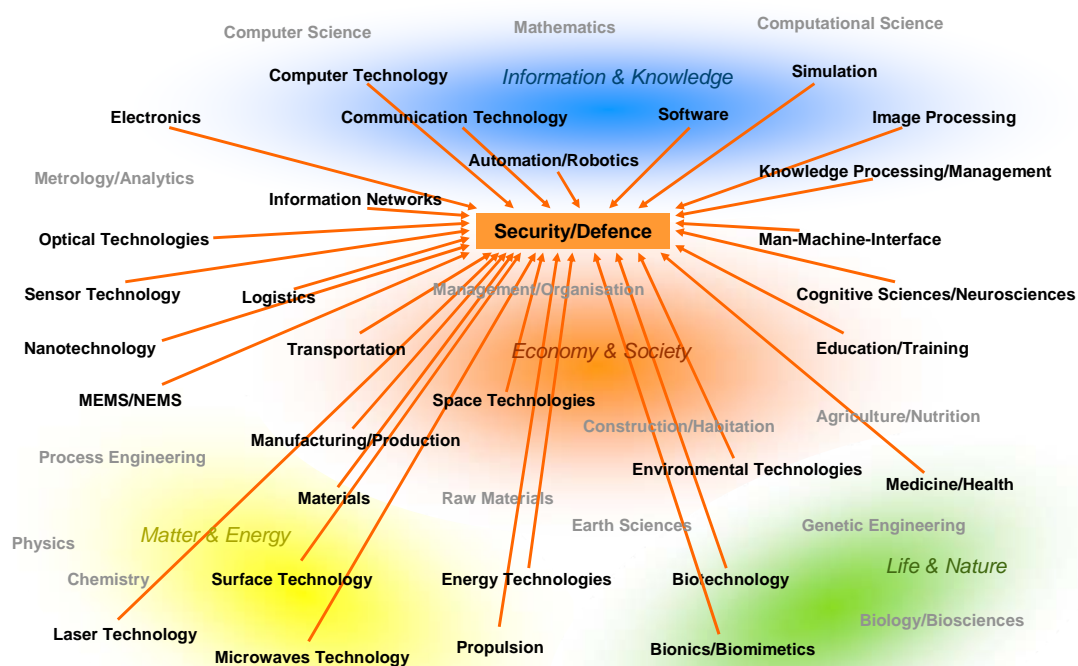 Computer Science
Mathematics
Computational Science
Computer Technology
Information & Knowledge
Simulation
Electronics
Communication Technology
Software
Image Processing
Automation/Robotics
Metrology/Analytics
Knowledge Processing/Management
Information Networks
Optical Technologies
Security/Defence
Man-Machine-Interface
Sensor Technology
Logistics
Management/Organisation
Cognitive Sciences/Neurosciences
Nanotechnology
Transportation
Economy & Society
Education/Training
MEMS/NEMS
Space Technologies
Agriculture/Nutrition
Construction/Habitation
Manufacturing/Production
Process Engineering
Environmental Technologies
Medicine/Health
Materials
Raw Materials
Earth Sciences
Genetic Engineering
Matter & Energy
Physics
Life & Nature
Chemistry
Surface Technology
Energy Technologies
Biotechnology
Biology/Biosciences
Laser Technology
Propulsion
Bionics/Biomimetics
Microwaves Technology